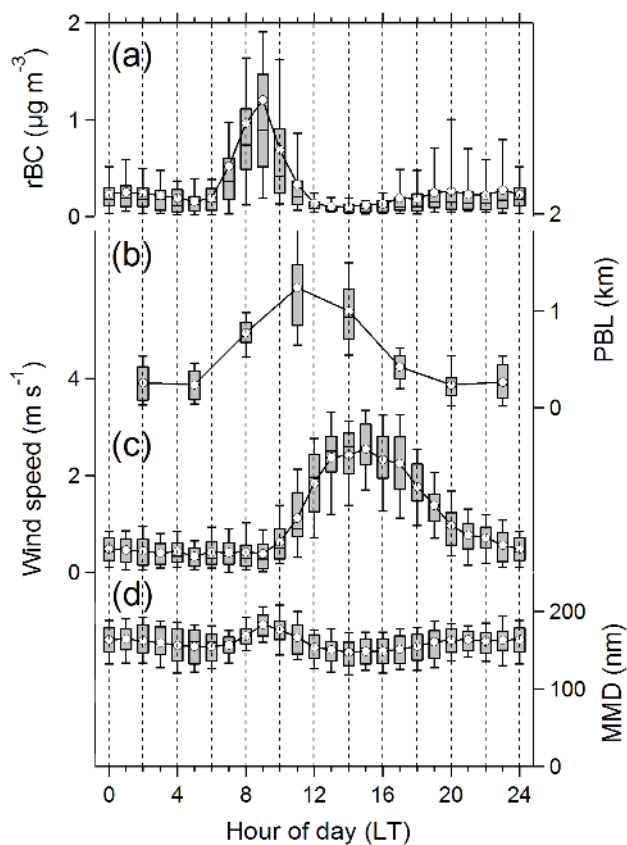 2
(a)
rBC (µg m-3)
1
0
2
(b)
PBL (km)
1
4
0
Wind speed (m s-1)
(c)
2
0
(d)
200
MMD (nm)
100
0
0 4 8 12 16 20 24
Hour of day (LT)